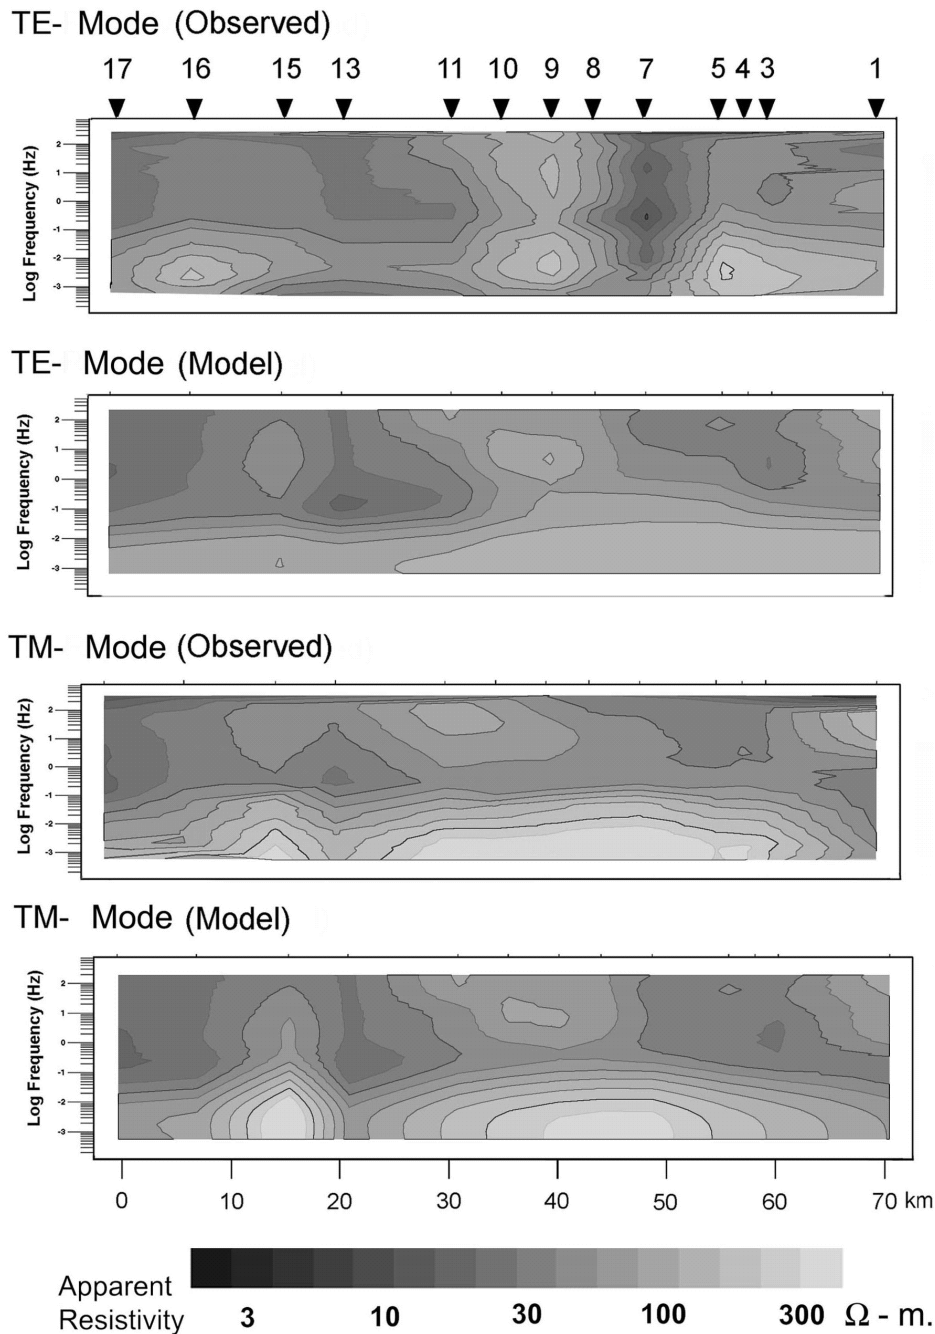 TE- Mode (Observed)
17 16 15 13 11 10 9 8 7 5 4 3 1
Log Frequency (Hz)
2
1
0
-1
-2
-3
TE- Mode (Model)
Log Frequency (Hz)
2
1
0
-1
-2
-3
TM- Mode (Observed)
Log Frequency (Hz)
2
1
0
-1
-2
-3
TM- Mode (Model)
Log Frequency (Hz)
2
1
0
-1
-2
-3
0 10 20 30 40 50 60 70 km
Apparent
Resistivity 3 10 30 100 300 Ω - m.